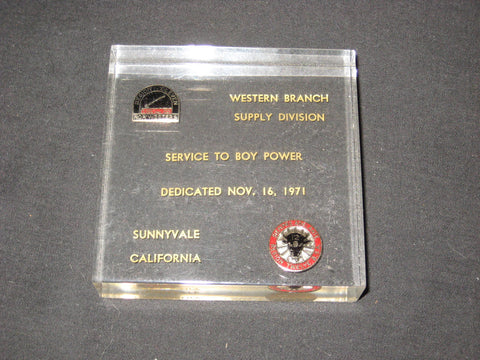 WESTERN BRANCH
SUPPLY DIVISION
SERVICE TO BOY POWER
DEDICATED NOV. 16, 1971
SUNNYVALE
CALIFORNIA